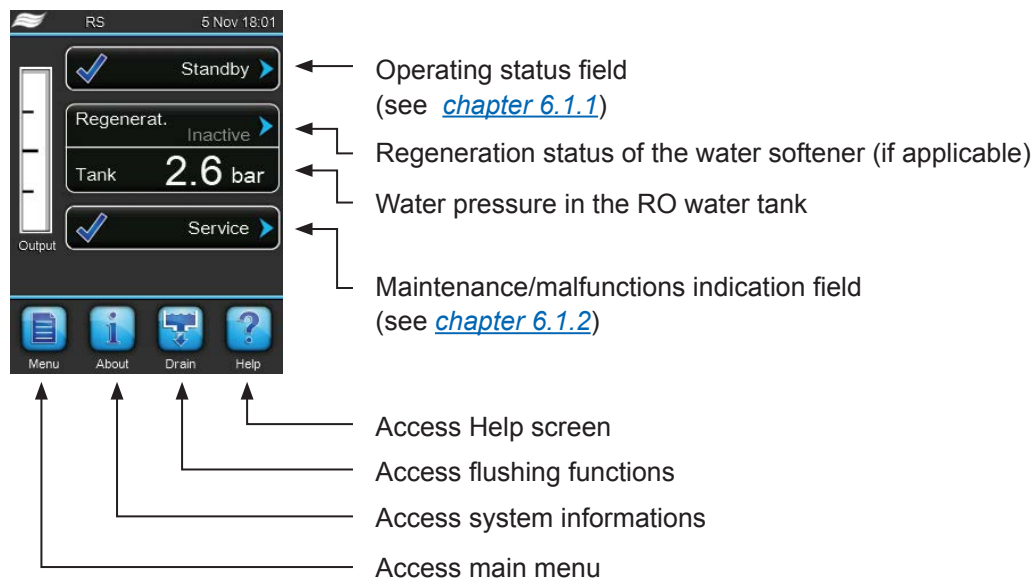 RS 5 Nov 18:01
Standby
Regenerat.
Inactive
Tank 2.6 bar
Service
Output
Menu About Drain Help
Operating status field
(see chapter 6.1.1)
Regeneration status of the water softener (if applicable)
Water pressure in the RO water tank
Maintenance/malfunctions indication field
(see chapter 6.1.2)
Access Help screen
Access flushing functions
Access system informations
Access main menu